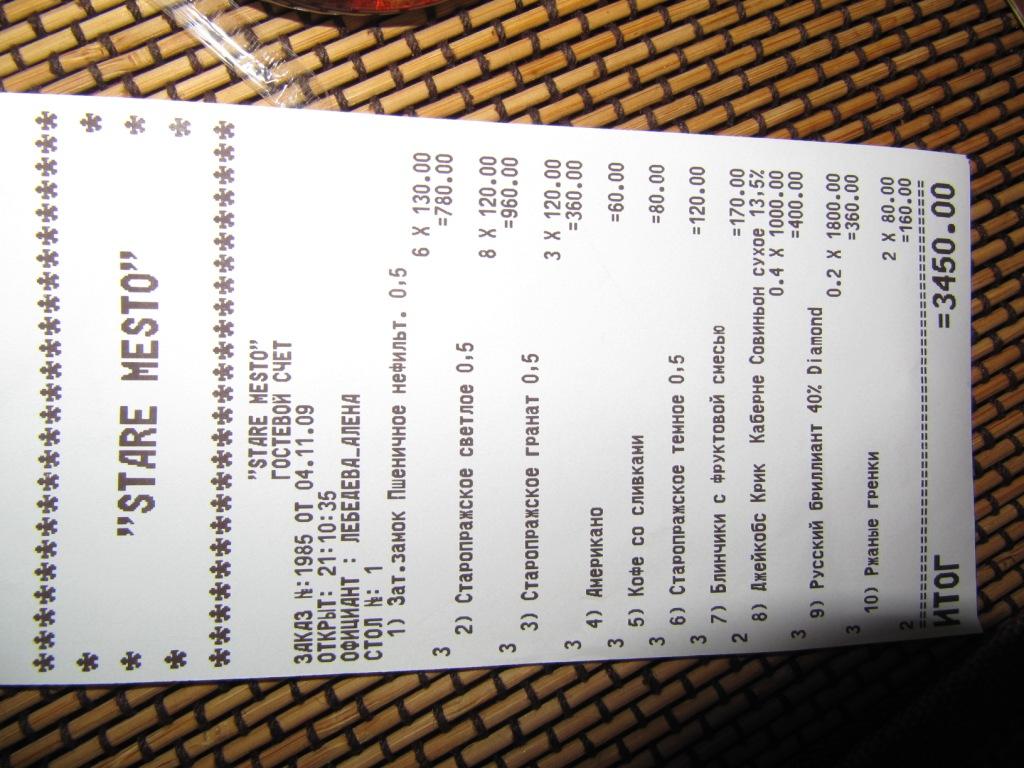 ************************
* *
* "STARE MESTO" *
* *
************************
"STARE MESTO"
ГОСТЕВОЙ СЧЕТ
ЗАКАЗ №:1985 ОТ 04.11.09
ОТКРЫТ: 21:10:35
ОФИЦИАНТ : ЛЕБЕДЕВА_АЛЕНА
СТОЛ №: 1
1) Зат.замок Пшеничное нефильт. 0,5
6 X 130.00
3 =780.00
2) Старопражское светлое 0,5
8 X 120.00
3 =960.00
3) Старопражское гранат 0,5
3 X 120.00
3 =360.00
4) Американо
3 =60.00
5) Кофе со сливками
3 =80.00
6) Старопражское темное 0,5
3 =120.00
7) Блинчики с фруктовой смесью
2 =170.00
8) Джейкобс Крик Каберне Совиньон сухое 13,5%
0.4 X 1000.00
3 =400.00
9) Русский бриллиант 40% Diamond
0.2 X 1800.00
3 =360.00
10) Ржаные гренки
2 X 80.00
2 =160.00
========================================
ИТОГ =3450.00